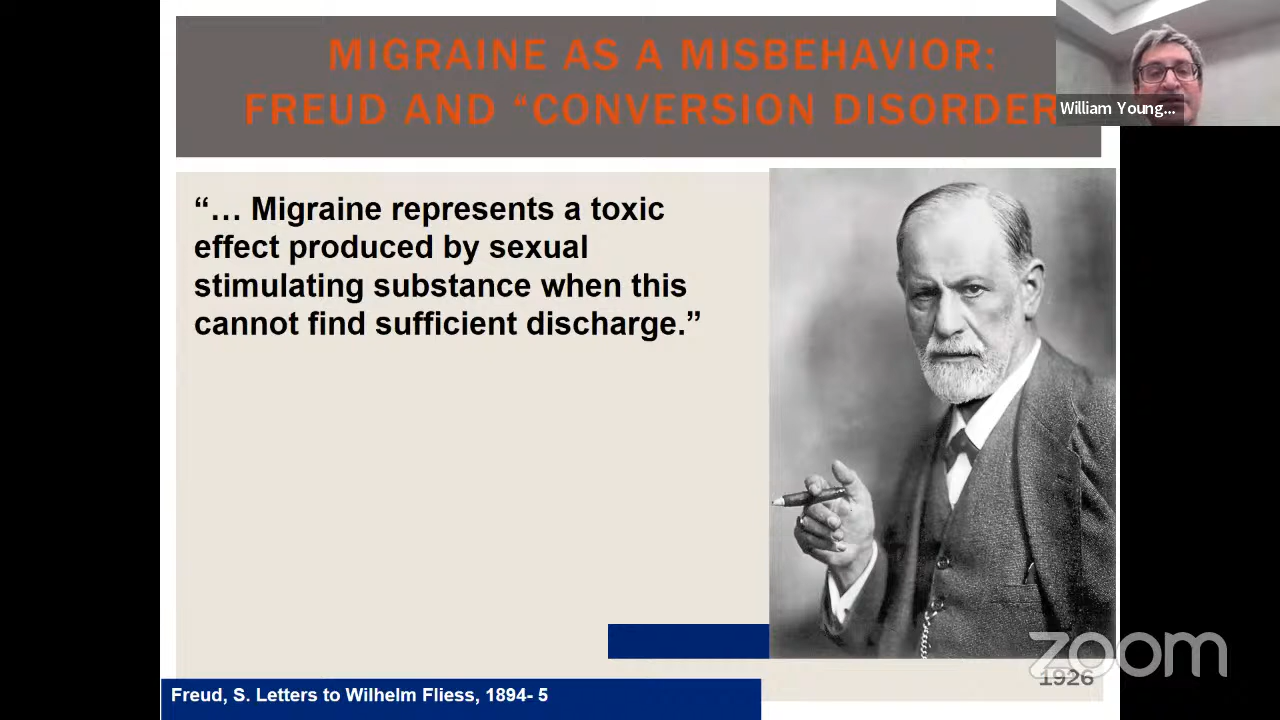 MIGRAINE AS A MISBEHAVIOR:
FREUD AND “CONVERSION DISORDER
William Young...
“… Migraine represents a toxic
effect produced by sexual
stimulating substance when this
cannot find sufficient discharge.”
zoom
1926
Freud, S. Letters to Wilhelm Fliess, 1894- 5